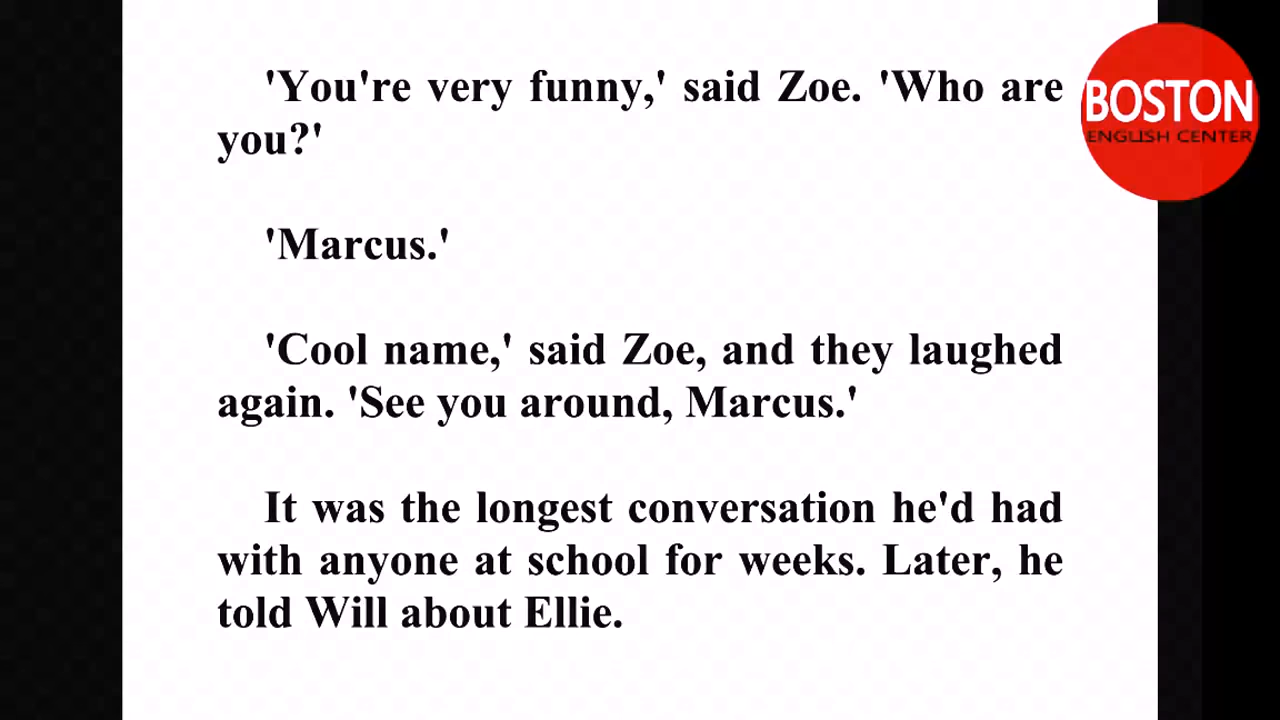 'You're very funny,' said Zoe. 'Who are
you?'
'Marcus.'
'Cool name,' said Zoe, and they laughed
again. 'See you around, Marcus.'
It was the longest conversation he'd had
with anyone at school for weeks. Later, he
told Will about Ellie.
BOSTON
ENGLISH CENTER